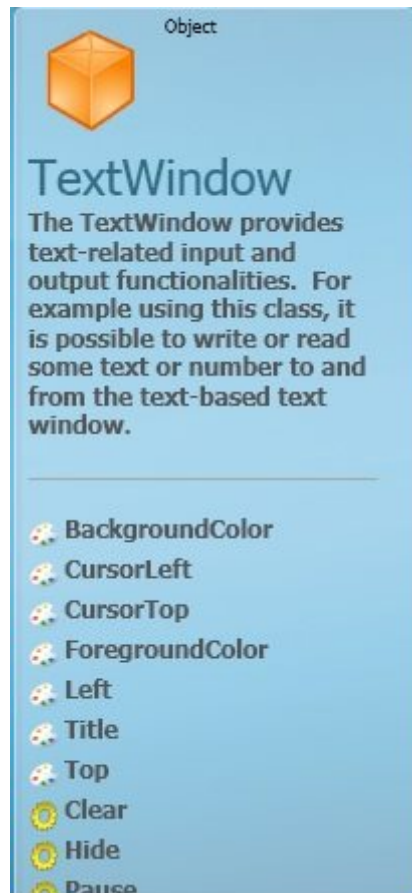 Object
TextWindow
The TextWindow provides
text-related input and
output functionalities.  For
example using this class, it
is possible to write or read
some text or number to and
from the text-based text
window.
BackgroundColor
CursorLeft
CursorTop
ForegroundColor
Left
Title
Top
Clear
Hide
Pause